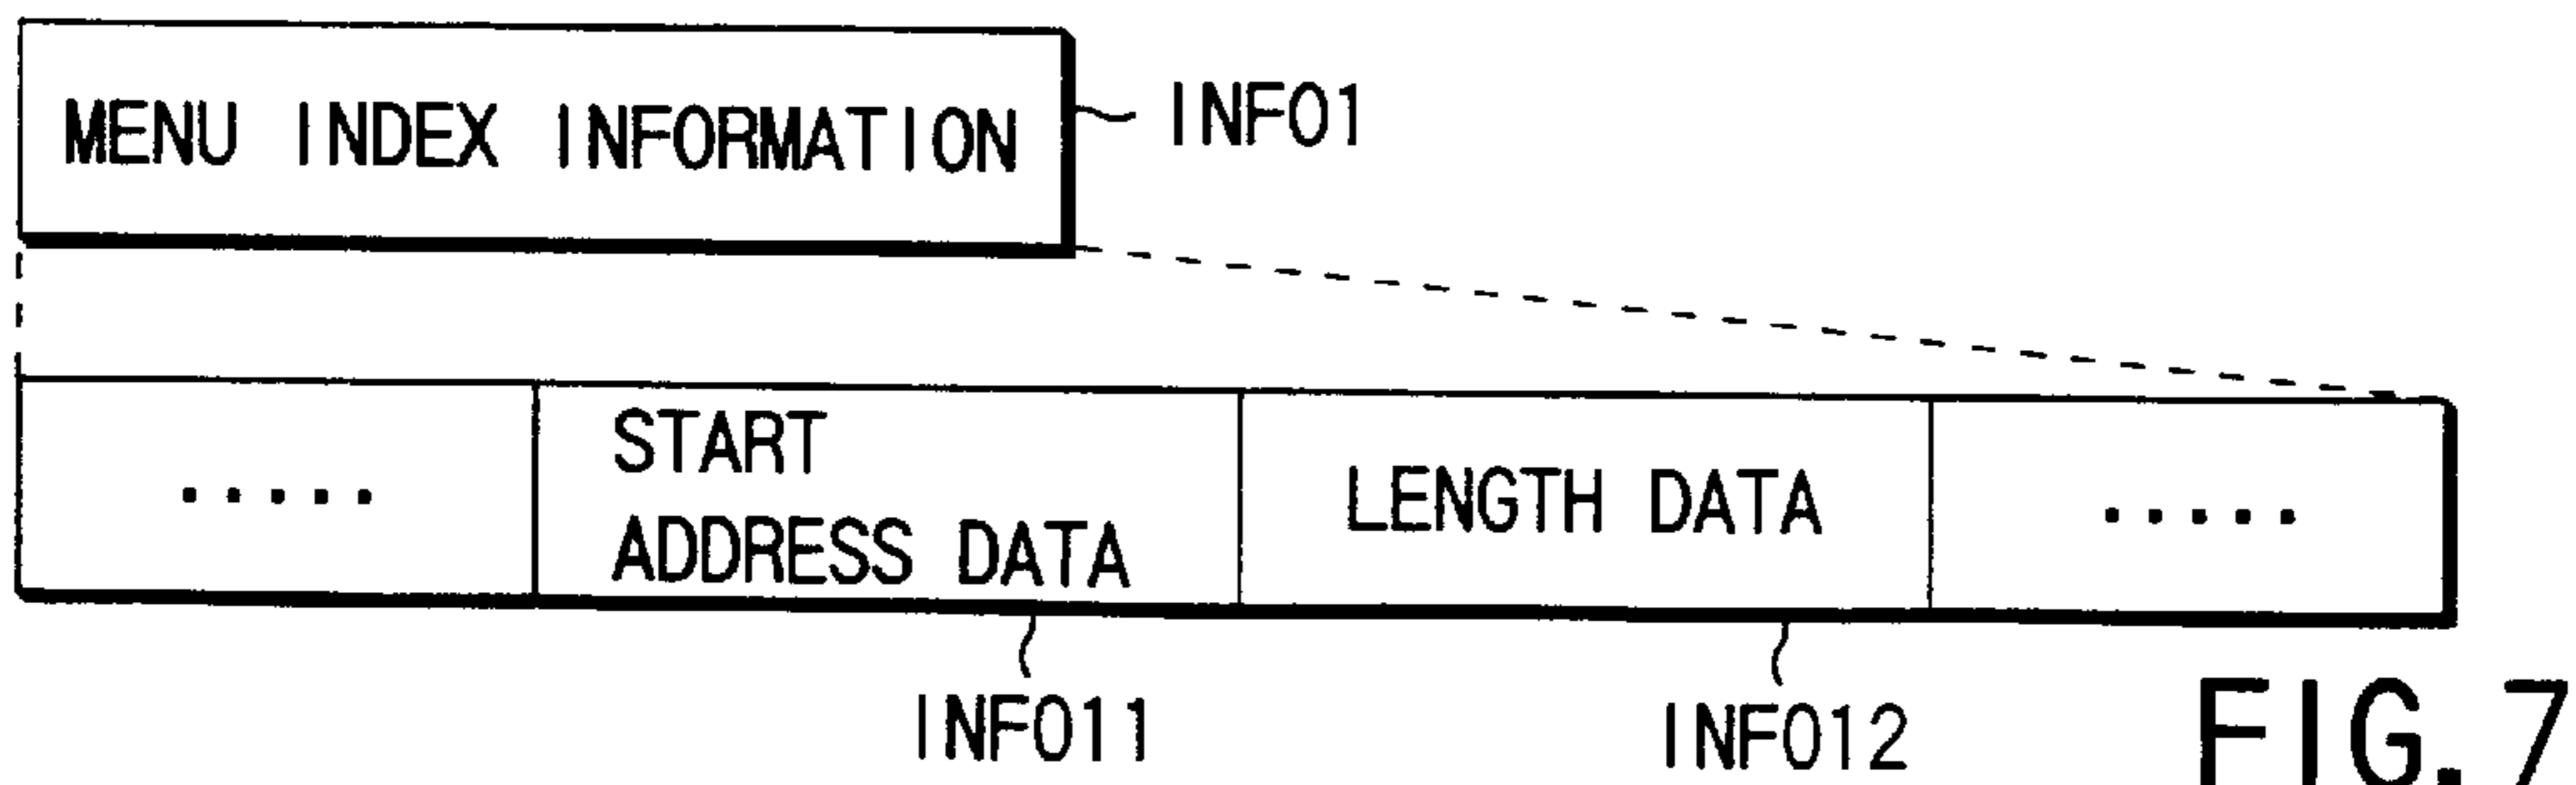 MENU INDEX INFORMATION
INFO1
.....
START
ADDRESS DATA
LENGTH DATA
.....
INFO11
INFO12
FIG.7